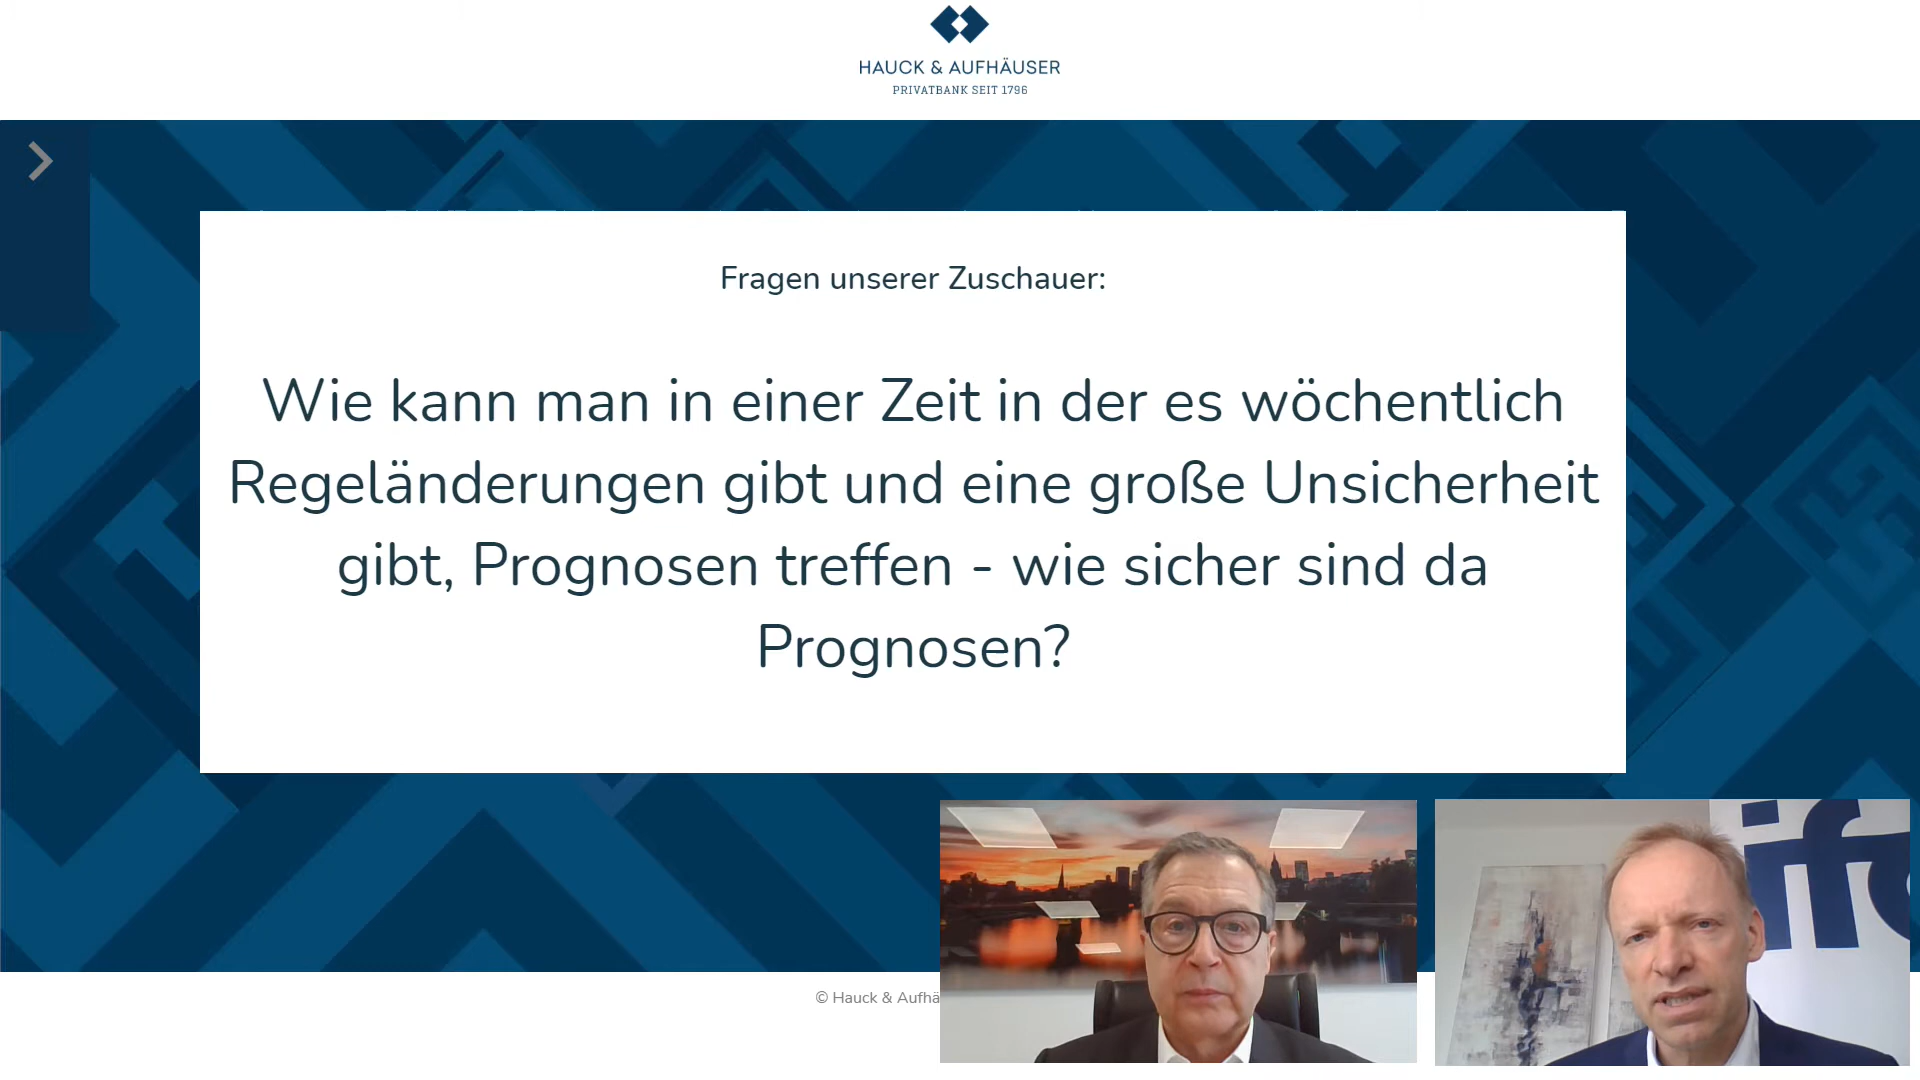 HAUCK & AUFHÄUSER
PRIVATBANK SEIT 1796
Fragen unserer Zuschauer:
Wie kann man in einer Zeit in der es wöchentlich
Regeländerungen gibt und eine große Unsicherheit
gibt, Prognosen treffen - wie sicher sind da
Prognosen?
ifo
© Hauck & Aufhä